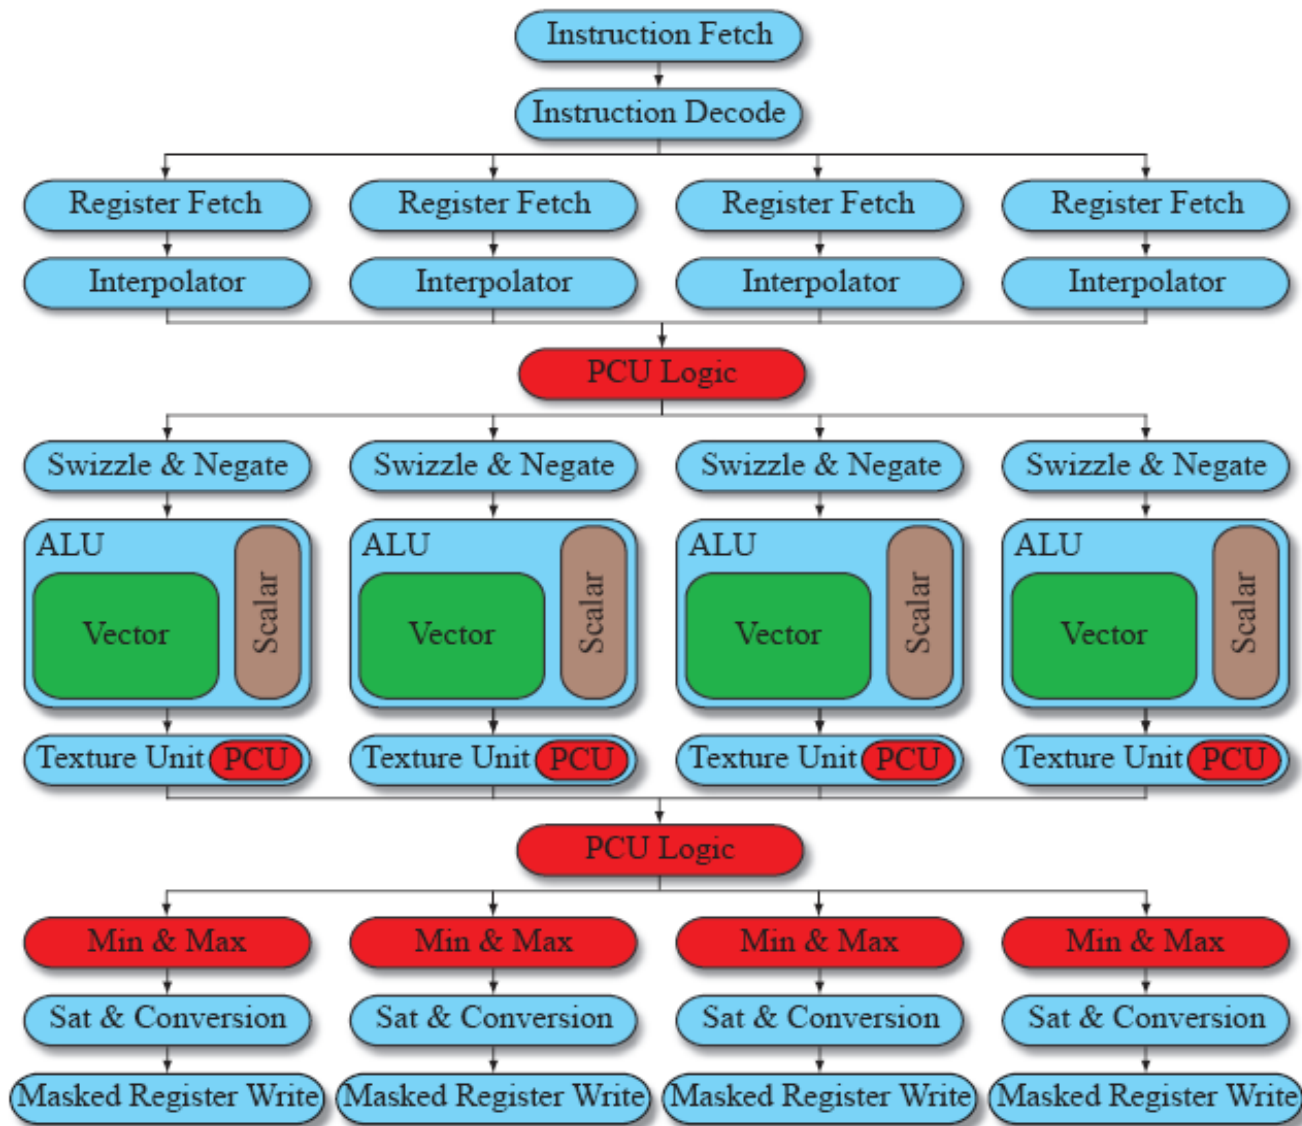 Instruction Fetch
Instruction Decode
Register Fetch Register Fetch Register Fetch Register Fetch
Interpolator Interpolator Interpolator Interpolator
PCU Logic
Swizzle & Negate Swizzle & Negate Swizzle & Negate Swizzle & Negate
ALU ALU ALU ALU
Vector Scalar Vector Scalar Vector Scalar Vector Scalar
Texture Unit PCU Texture Unit PCU Texture Unit PCU Texture Unit PCU
PCU Logic
Min & Max Min & Max Min & Max Min & Max
Sat & Conversion Sat & Conversion Sat & Conversion Sat & Conversion
Masked Register Write Masked Register Write Masked Register Write Masked Register Write